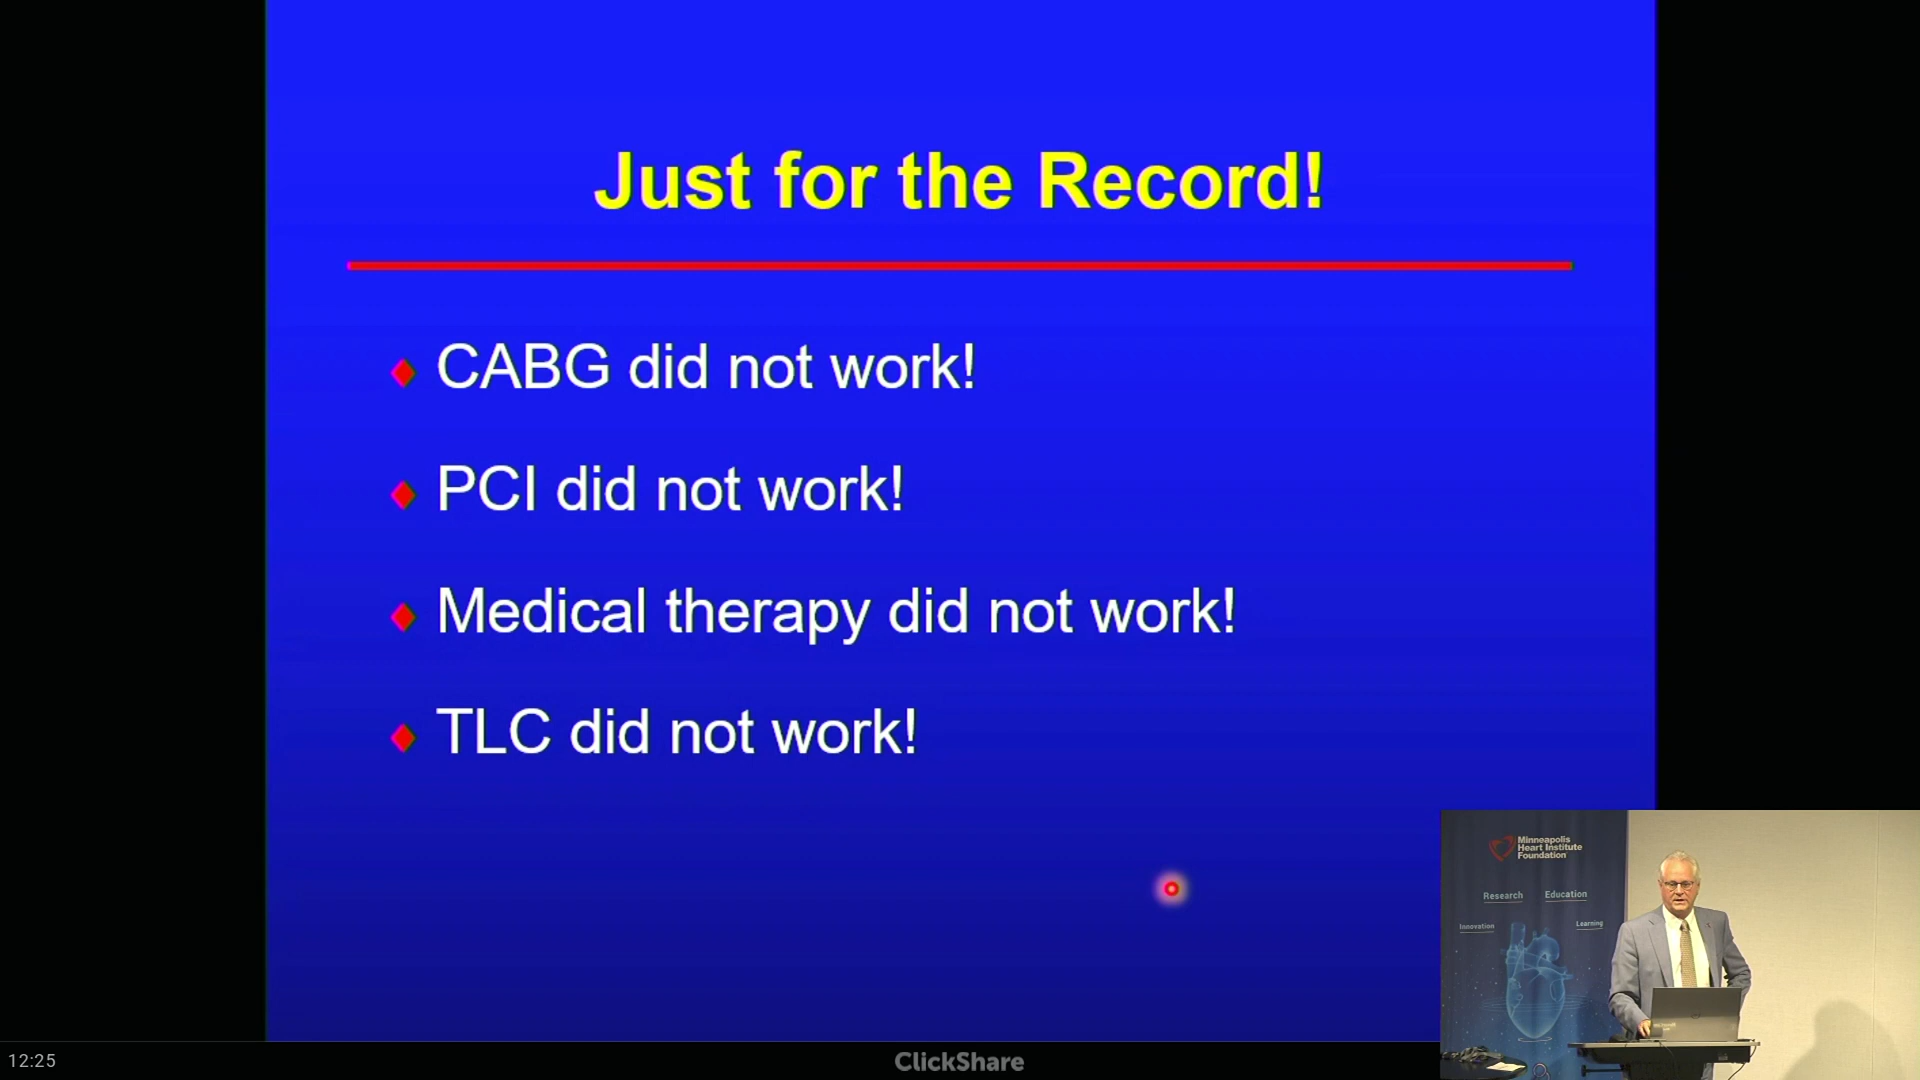 Just for the Record!
CABG did not work!
PCI did not work!
Medical therapy did not work!
TLC did not work!
Minneapolis
Heart Institute
Foundation
Research Education
Innovation Learning
12:25
ClickShare